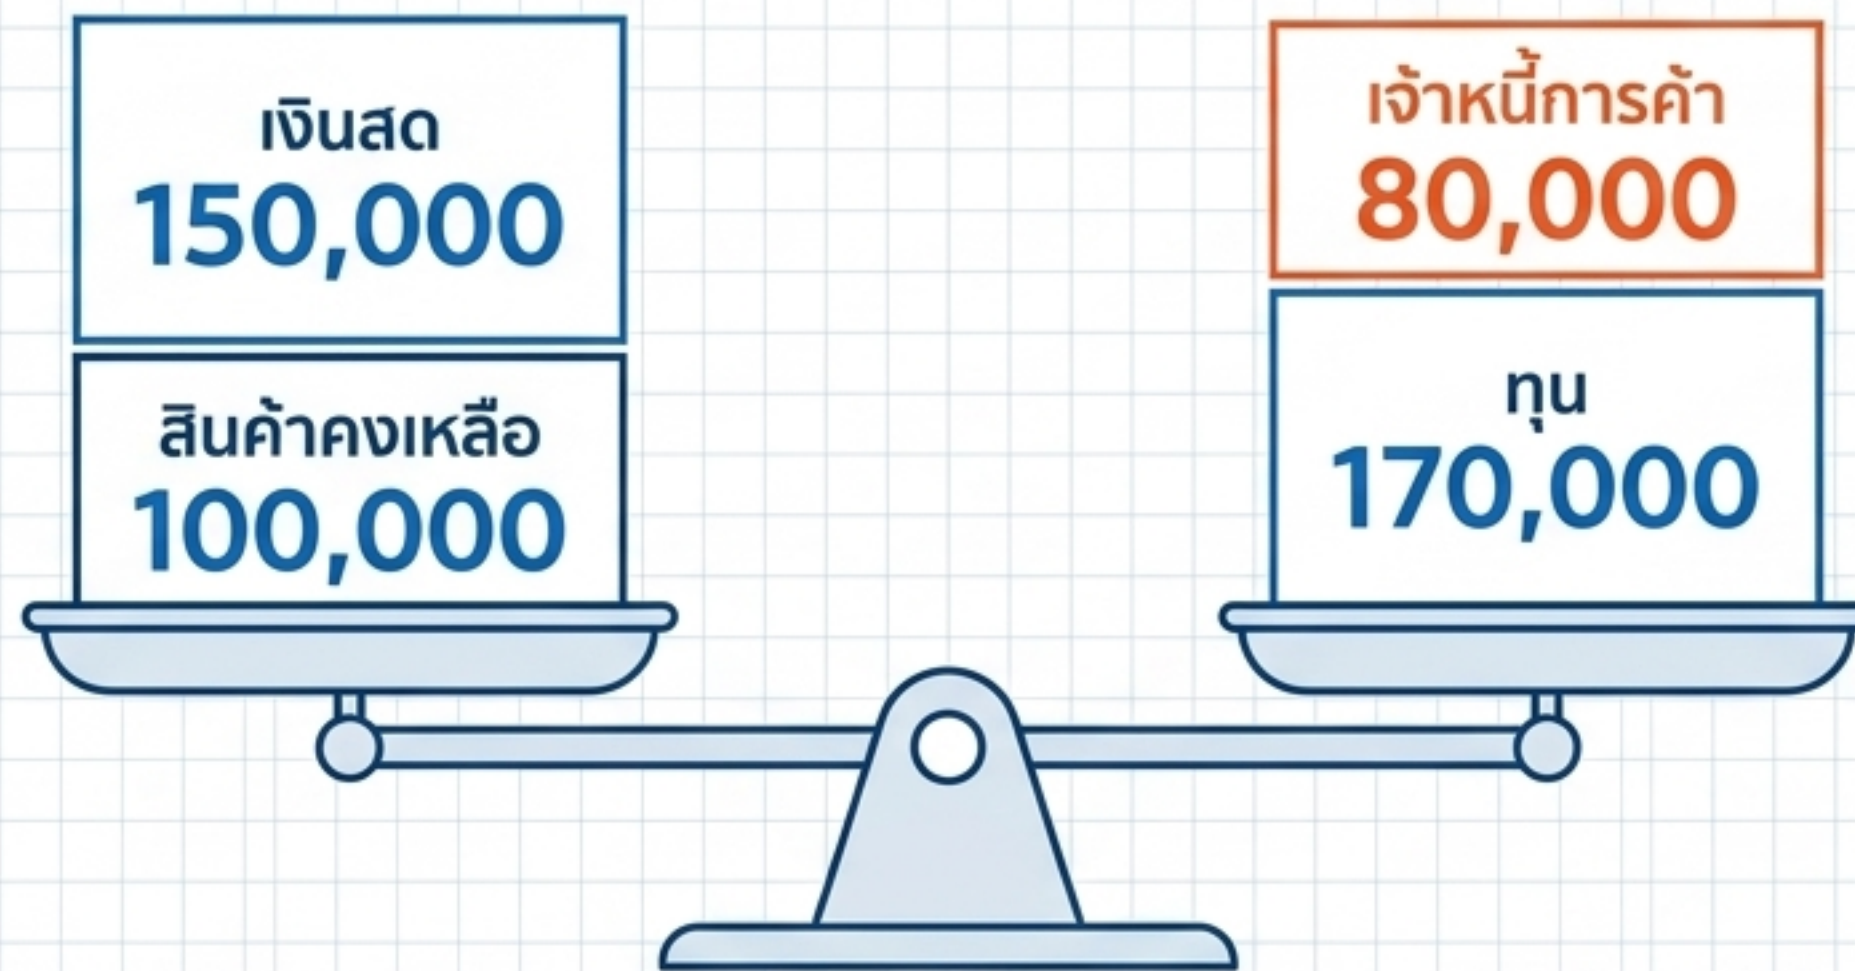 เงินสด
150,000
สินค้าคงเหลือ
100,000
เจ้าหนี้การค้า
80,000
ทุน
170,000